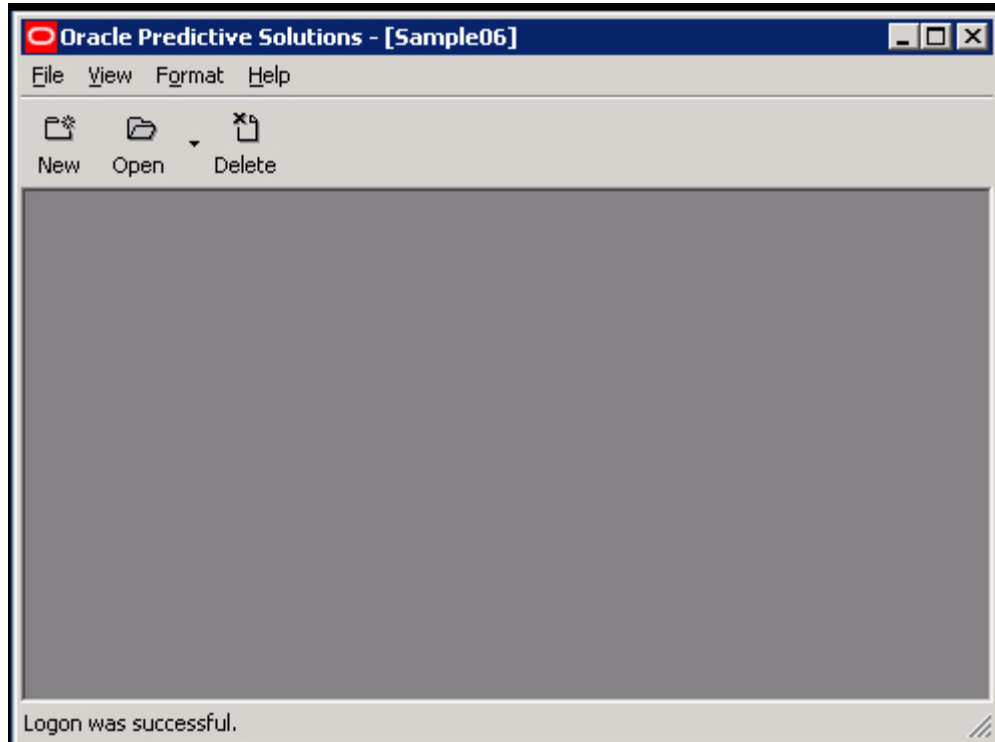 Oracle Predictive Solutions - [Sample06]
File View Format Help
New Open Delete
Logon was successful.